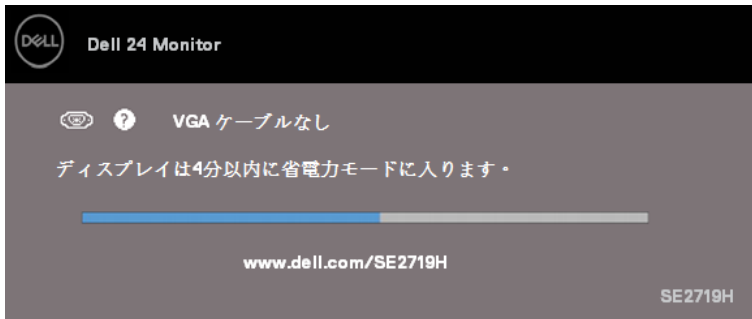 DELL
Dell 24 Monitor
? VGA ケーブルなし
ディスプレイは4分以内に省電力モードに入ります。
www.dell.com/SE2719H
SE2719H